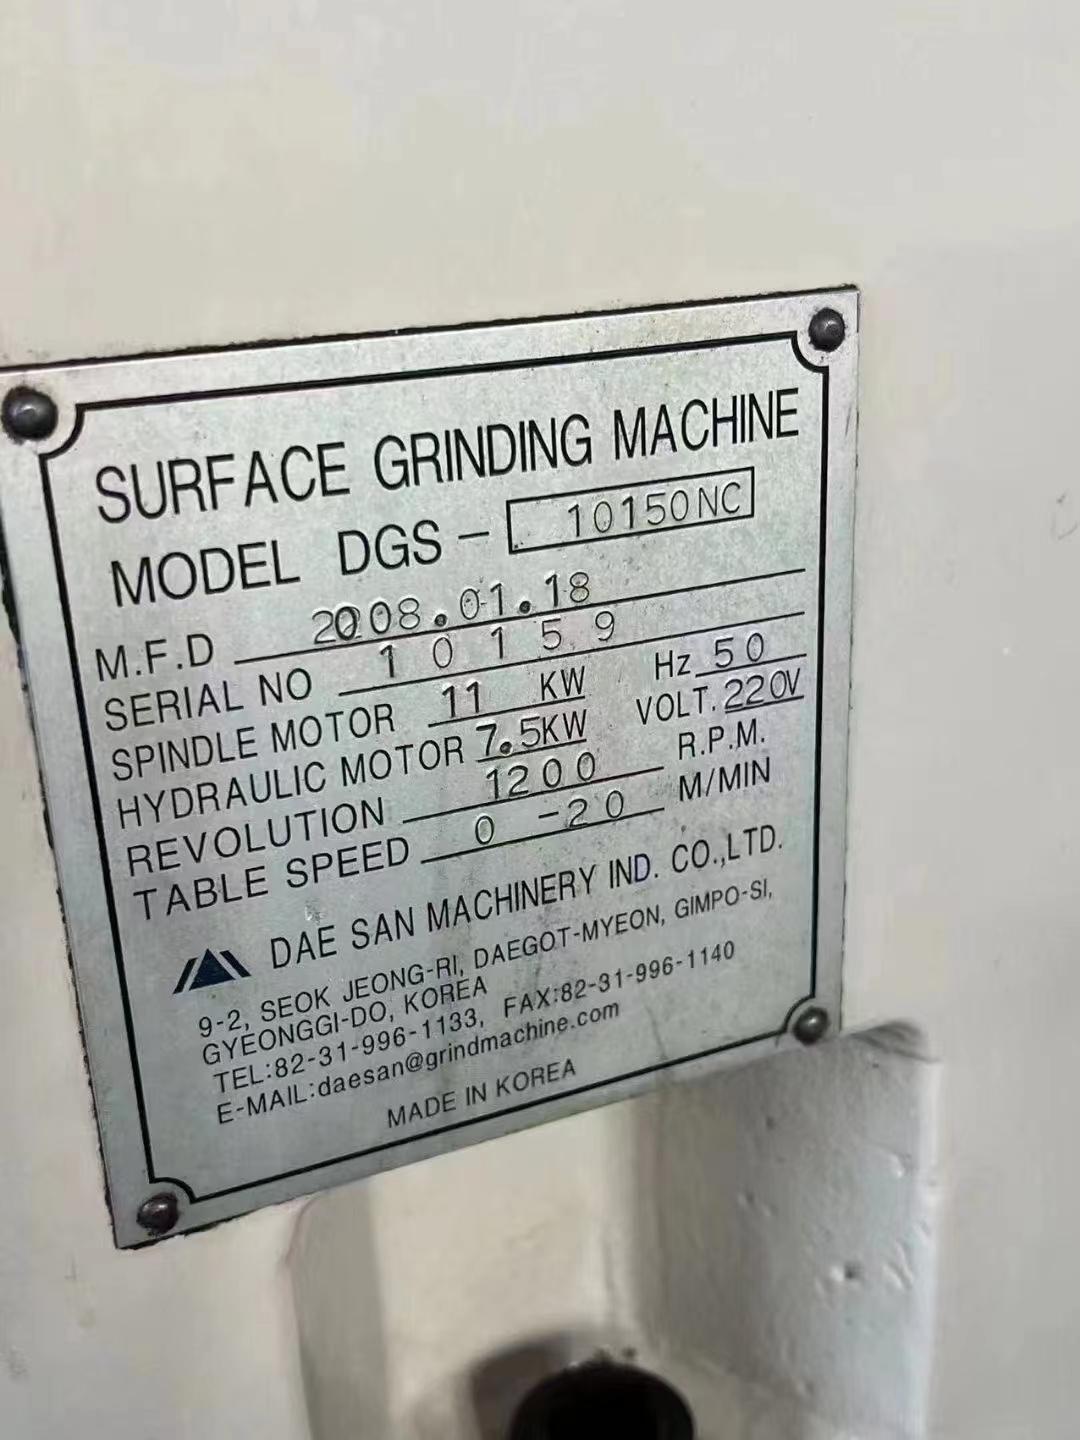 SURFACE GRINDING MACHINE
MODEL DGS- 10150NC
M.F.D 2008.01.18
SERIAL NO 10159
SPINDLE MOTOR 11 KW Hz 50
HYDRAULIC MOTOR 7.5KW VOLT. 220V
REVOLUTION 1200 R.P.M.
TABLE SPEED 0 -20 M/MIN
DAE SAN MACHINERY IND. CO.,LTD.
9-2, SEOK JEONG-RI, DAEGOT-MYEON, GIMPO-SI,
GYEONGGI-DO, KOREA
TEL:82-31-996-1133, FAX:82-31-996-1140
E-MAIL:daesan@grindmachine.com
MADE IN KOREA